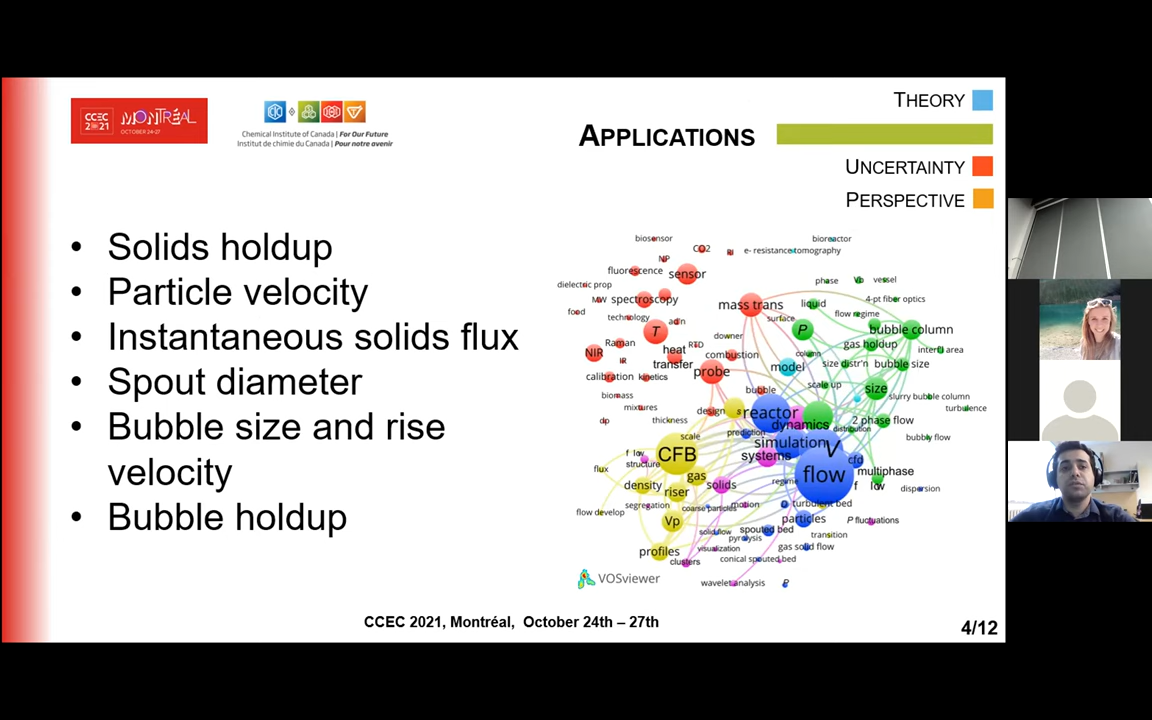 CCEC
2021
MONTRÉAL
OCTOBER 24-27
Chemical Institute of Canada | For Our Future
Institut de chimie du Canada | Pour notre avenir
THEORY
APPLICATIONS
UNCERTAINTY
PERSPECTIVE
• Solids holdup
• Particle velocity
• Instantaneous solids flux
• Spout diameter
• Bubble size and rise
velocity
• Bubble holdup
biosensor
CO2
RI
e- resistance tomography
bioreactor
NP
fluorescence
sensor
dielectric prop
MW
spectroscopy
food
technology
ad'n
T
Raman
NIR
IR
heat
transfer
RTD
calibration
kinetics
biomass
mixtures
dp
thickness
mass trans
surface
downer
combustion
probe
bubble
design
phase
Vb
vessel
liquid
4-pt fiber optics
flow regime
P
bubble column
gas holdup
interf.l area
column
model
size distr'n
bubble size
scale up
size
slurry bubble column
turbulence
2 phase flow
distribution
bubbly flow
s
reactor
dynamics
prediction
simulation
systems
V
flow
cfd
multiphase
f low
dispersion
regime
scale
CFB
f low
structure
flux
gas
density
riser
solids
segregation
coarse particles
motion
turbulent bed
flow develop
Vp
particles
P fluctuations
solid flow
spouted bed
pyrolysis
transition
profiles
visualization
gas solid flow
clusters
conical spouted bed
wavelet analysis
P
VOSviewer
CCEC 2021, Montréal, October 24th – 27th
4/12